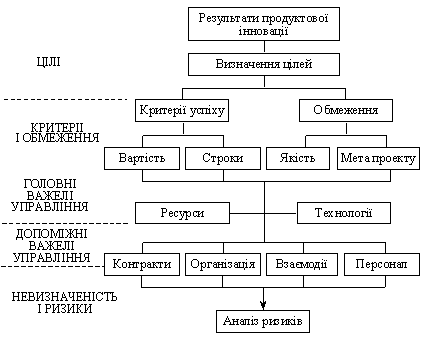 Результати продуктової
інновації
ЦІЛІ
Визначення цілей
Критерії успіху
Обмеження
КРИТЕРІІ
І ОБМЕЖЕННЯ
Вартість
Строки
Якість
Мета проекту
ГОЛОВНІ
ВАЖЕЛІ
УПРАВЛІННЯ
Ресурси
Технології
ДОПОМІЖНІ
ВАЖЕЛІ
УПРАВЛІННЯ
Контракти
Організація
Взаємодії
Персонал
НЕВИЗНАЧЕНІСТЬ
І РИЗИКИ
Аналіз ризиків